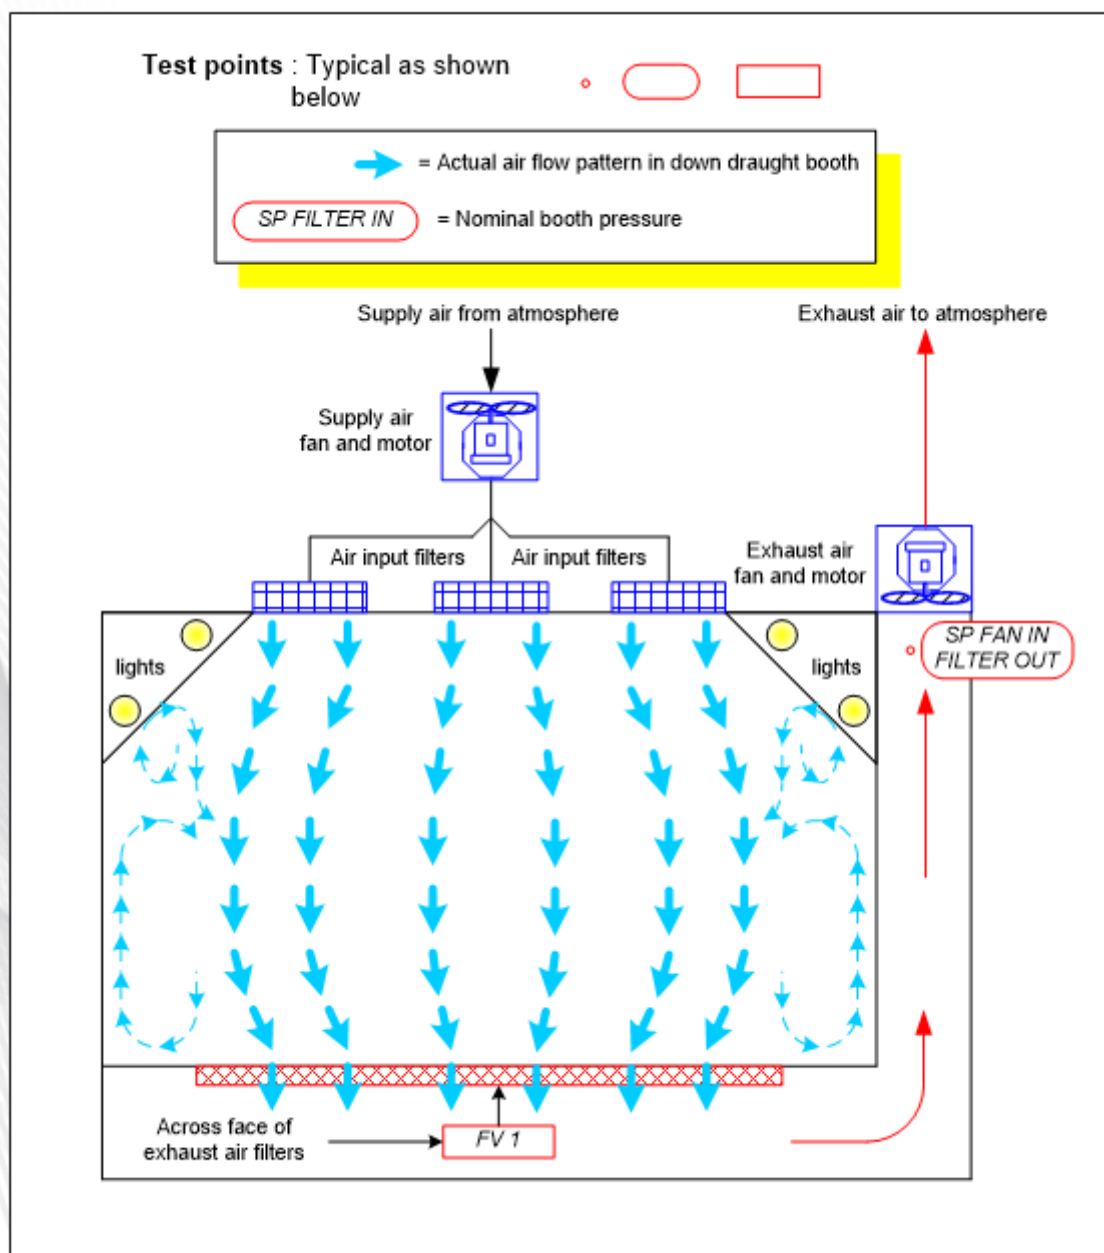 Test points : Typical as shown
below
= Actual air flow pattern in down draught booth
SP FILTER IN
= Nominal booth pressure
Supply air from atmosphere
Exhaust air to atmosphere
Supply air
fan and motor
Air input filters
Air input filters
Exhaust air
fan and motor
lights
lights
SP FAN IN
FILTER OUT
Across face of
exhaust air filters
FV 1